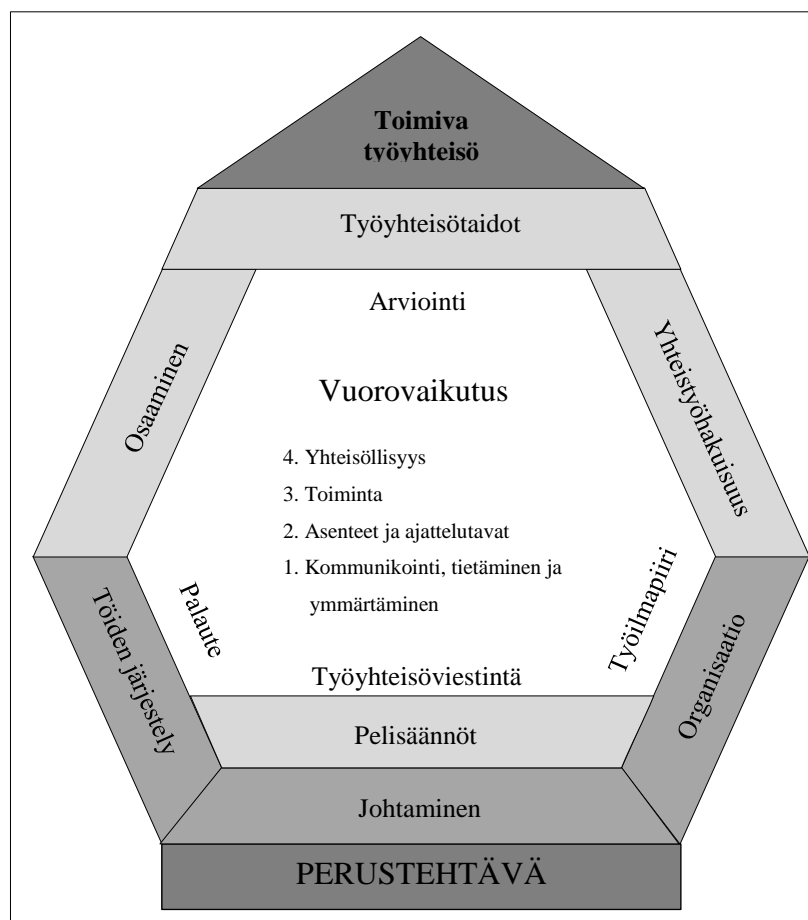 Toimiva
työyhteisö
Työyhteisötaidot
Arviointi
Osaaminen
Yhteistyöhakuisuus
Vuorovaikutus
4. Yhteisöllisyys
3. Toiminta
2. Asenteet ja ajattelutavat
1. Kommunikointi, tietäminen ja
ymmärtäminen
Palaute
Työilmapiiri
Töiden järjestely
Organisaatio
Työyhteisöviestintä
Pelisäännöt
Johtaminen
PERUSTEHTÄVÄ